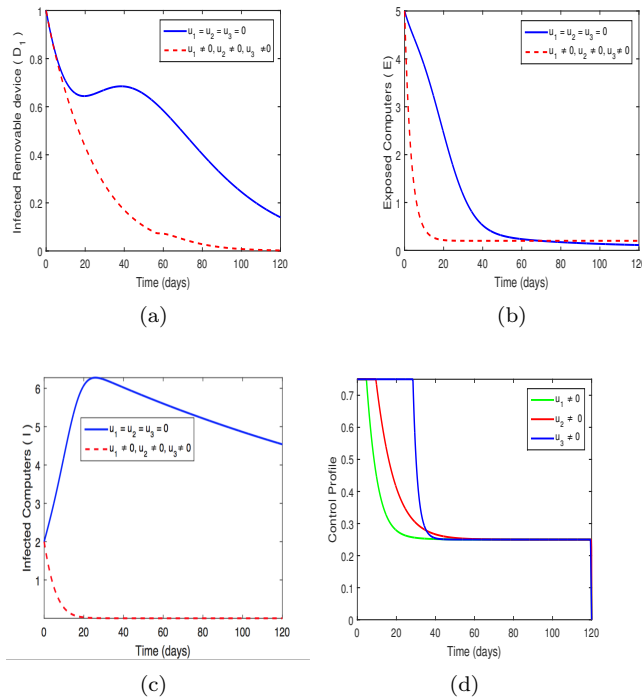 Infected Removable device ( D₁ )
1
0.8
0.6
0.4
0.2
0
0 20 40 60 80 100 120
Time (days)
u₁ = u₂ = u₃ = 0
u₁ ≠ 0, u₂ ≠ 0, u₃ ≠0
(a)
Exposed Computers ( E)
5
4
3
2
1
0
0 20 40 60 80 100 120
Time (days)
u₁ = u₂ = u₃ = 0
u₁ ≠ 0, u₂ ≠ 0, u₃ ≠ 0
(b)
Infected Computers ( I )
6
5
4
3
2
1
0 20 40 60 80 100 120
Time (days)
u₁ = u₂ = u₃ = 0
u₁ ≠ 0, u₂ ≠ 0, u₃ ≠ 0
(c)
Control Profile
0.7
0.6
0.5
0.4
0.3
0.2
0.1
0
0 20 40 60 80 100 120
Time (days)
u₁ ≠ 0
u₂ ≠ 0
u₃ ≠ 0
(d)